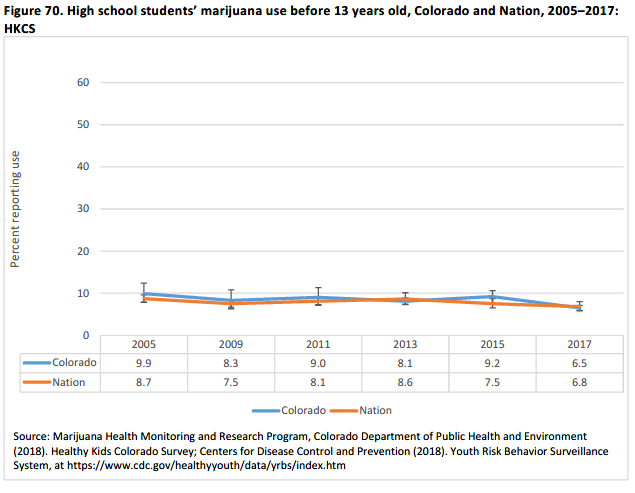 Figure 70. High school students’ marijuana use before 13 years old, Colorado and Nation, 2005–2017:
HKCS
Percent reporting use
60
50
40
30
20
10
0
2005 2009 2011 2013 2015 2017
Colorado 9.9 8.3 9.0 8.1 9.2 6.5
Nation 8.7 7.5 8.1 8.6 7.5 6.8
Colorado Nation
Source: Marijuana Health Monitoring and Research Program, Colorado Department of Public Health and Environment
(2018). Healthy Kids Colorado Survey; Centers for Disease Control and Prevention (2018). Youth Risk Behavior Surveillance
System, at https://www.cdc.gov/healthyyouth/data/yrbs/index.htm